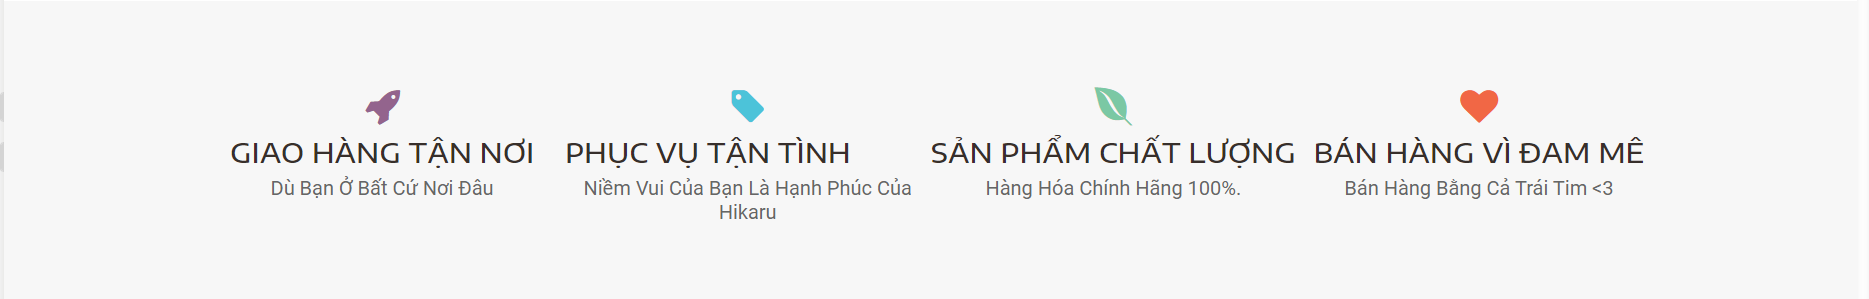 GIAO HÀNG TẬN NƠI
Dù Bạn Ở Bất Cứ Nơi Đâu
PHỤC VỤ TẬN TÌNH
Niềm Vui Của Bạn Là Hạnh Phúc Của
Hikaru
SẢN PHẨM CHẤT LƯỢNG
Hàng Hóa Chính Hãng 100%.
BÁN HÀNG VÌ ĐAM MÊ
Bán Hàng Bằng Cả Trái Tim <3